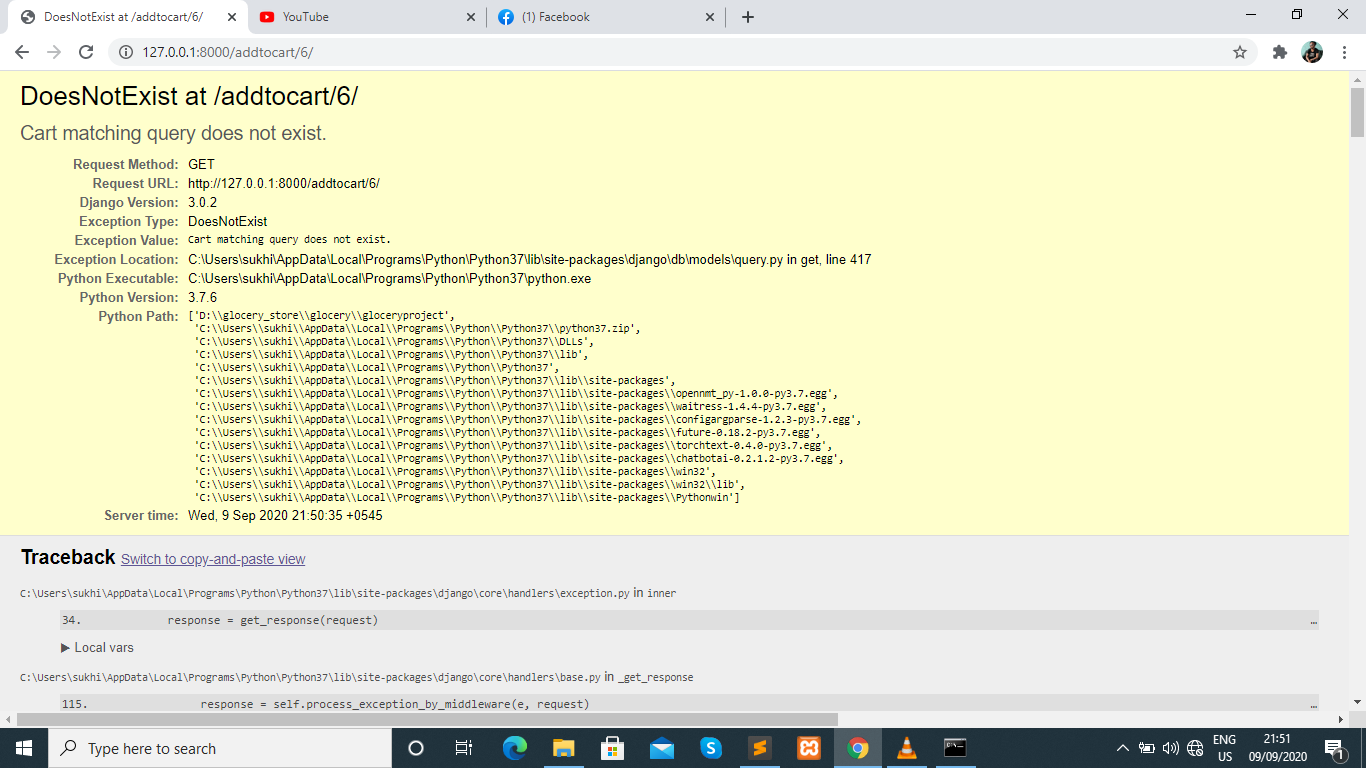 DoesNotExist at /addtocart/6/
YouTube
(1) Facebook
127.0.0.1:8000/addtocart/6/
DoesNotExist at /addtocart/6/
Cart matching query does not exist.
Request Method: GET
Request URL: http://127.0.0.1:8000/addtocart/6/
Django Version: 3.0.2
Exception Type: DoesNotExist
Exception Value: Cart matching query does not exist.
Exception Location: C:\Users\sukhi\AppData\Local\Programs\Python\Python37\lib\site-packages\django\db\models\query.py in get, line 417
Python Executable: C:\Users\sukhi\AppData\Local\Programs\Python\Python37\python.exe
Python Version: 3.7.6
Python Path: ['D:\\glocery_store\\glocery\\gloceryproject',
'C:\\Users\\sukhi\\AppData\\Local\\Programs\\Python\\Python37\\python37.zip',
'C:\\Users\\sukhi\\AppData\\Local\\Programs\\Python\\Python37\\DLLs',
'C:\\Users\\sukhi\\AppData\\Local\\Programs\\Python\\Python37\\lib',
'C:\\Users\\sukhi\\AppData\\Local\\Programs\\Python\\Python37',
'C:\\Users\\sukhi\\AppData\\Local\\Programs\\Python\\Python37\\lib\\site-packages',
'C:\\Users\\sukhi\\AppData\\Local\\Programs\\Python\\Python37\\lib\\site-packages\\opennmt_py-1.0.0-py3.7.egg',
'C:\\Users\\sukhi\\AppData\\Local\\Programs\\Python\\Python37\\lib\\site-packages\\waitress-1.4.4-py3.7.egg',
'C:\\Users\\sukhi\\AppData\\Local\\Programs\\Python\\Python37\\lib\\site-packages\\configargparse-1.2.3-py3.7.egg',
'C:\\Users\\sukhi\\AppData\\Local\\Programs\\Python\\Python37\\lib\\site-packages\\future-0.18.2-py3.7.egg',
'C:\\Users\\sukhi\\AppData\\Local\\Programs\\Python\\Python37\\lib\\site-packages\\torchtext-0.4.0-py3.7.egg',
'C:\\Users\\sukhi\\AppData\\Local\\Programs\\Python\\Python37\\lib\\site-packages\\chatbotai-0.2.1.2-py3.7.egg',
'C:\\Users\\sukhi\\AppData\\Local\\Programs\\Python\\Python37\\lib\\site-packages\\win32',
'C:\\Users\\sukhi\\AppData\\Local\\Programs\\Python\\Python37\\lib\\site-packages\\win32\\lib',
'C:\\Users\\sukhi\\AppData\\Local\\Programs\\Python\\Python37\\lib\\site-packages\\Pythonwin']
Server time: Wed, 9 Sep 2020 21:50:35 +0545
Traceback Switch to copy-and-paste view
C:\Users\sukhi\AppData\Local\Programs\Python\Python37\lib\site-packages\django\core\handlers\exception.py in inner
34. response = get_response(request) …
▶ Local vars
C:\Users\sukhi\AppData\Local\Programs\Python\Python37\lib\site-packages\django\core\handlers\base.py in _get_response
115. response = self.process_exception_by_middleware(e, request) …
Type here to search
ENG
US
21:51
09/09/2020
1